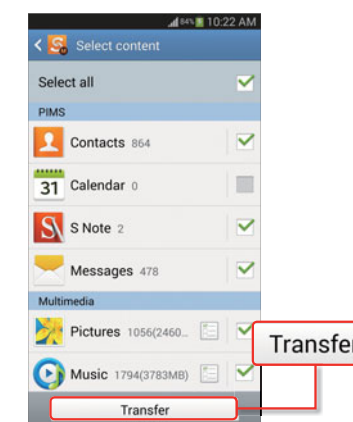 84% 10:22 AM
Select content
Select all
PIMS
Contacts 864
31 Calendar 0
S Note 2
Messages 478
Multimedia
Pictures 1056(2460...
Music 1794(3783MB)
Transfer
Transfer